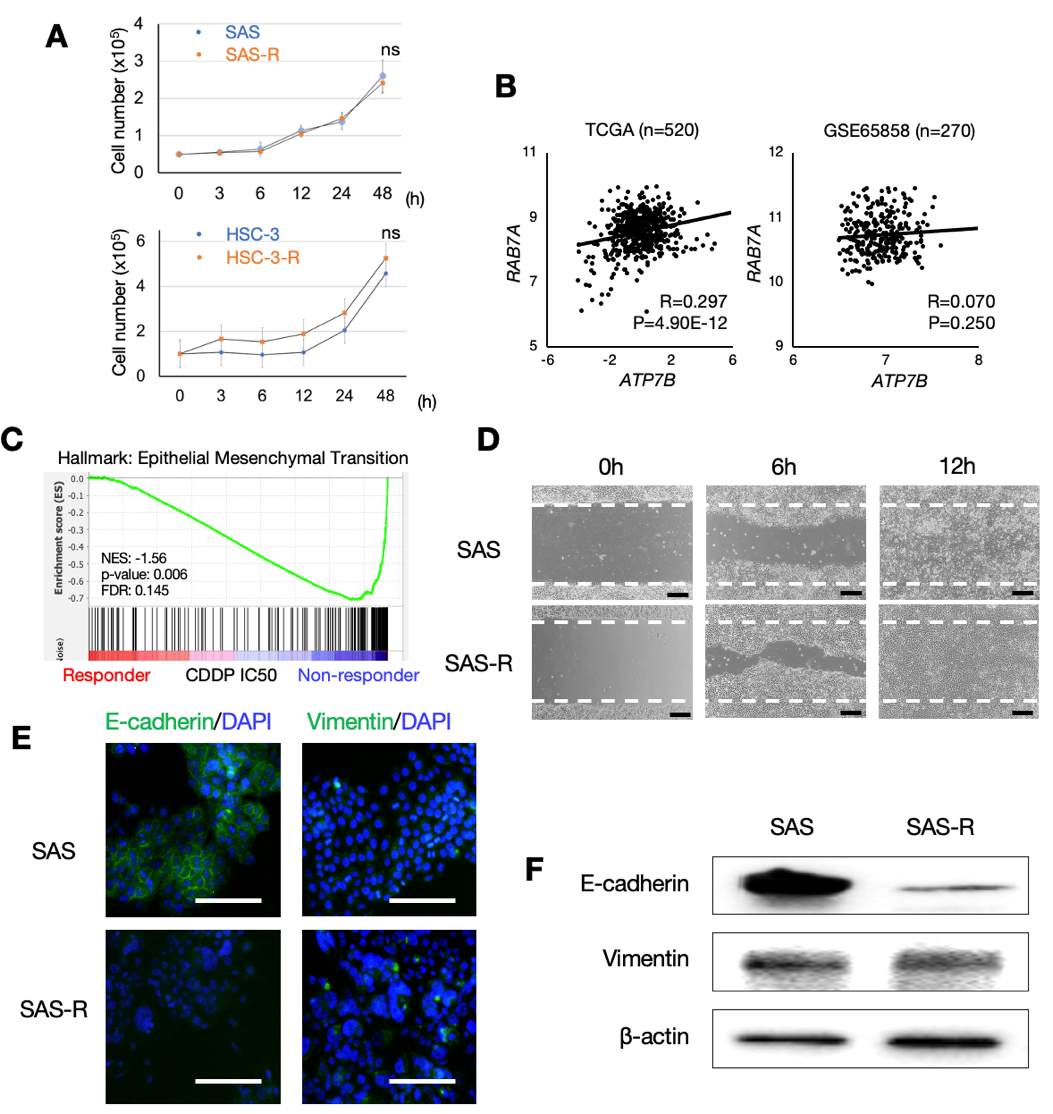 A
Cell number (x10⁵)
4
3
2
1
0
SAS
SAS-R
ns
0 3 6 12 24 48 (h)
Cell number (x10⁵)
6
4
2
0
HSC-3
HSC-3-R
ns
0 3 6 12 24 48 (h)
B
TCGA (n=520)
RAB7A
11
9
7
5
R=0.297
P=4.90E-12
-6 -2 2 6
ATP7B
GSE65858 (n=270)
RAB7A
12
11
10
9
R=0.070
P=0.250
6 7 8
ATP7B
C
Hallmark: Epithelial Mesenchymal Transition
Enrichment score (ES)
0.0
-0.1
-0.2
-0.3
-0.4
-0.5
-0.6
-0.7
NES: -1.56
p-value: 0.006
FDR: 0.145
Responder CDDP IC50 Non-responder
D
0h 6h 12h
SAS
SAS-R
E
E-cadherin/DAPI Vimentin/DAPI
SAS
SAS-R
F
SAS SAS-R
E-cadherin
Vimentin
β-actin